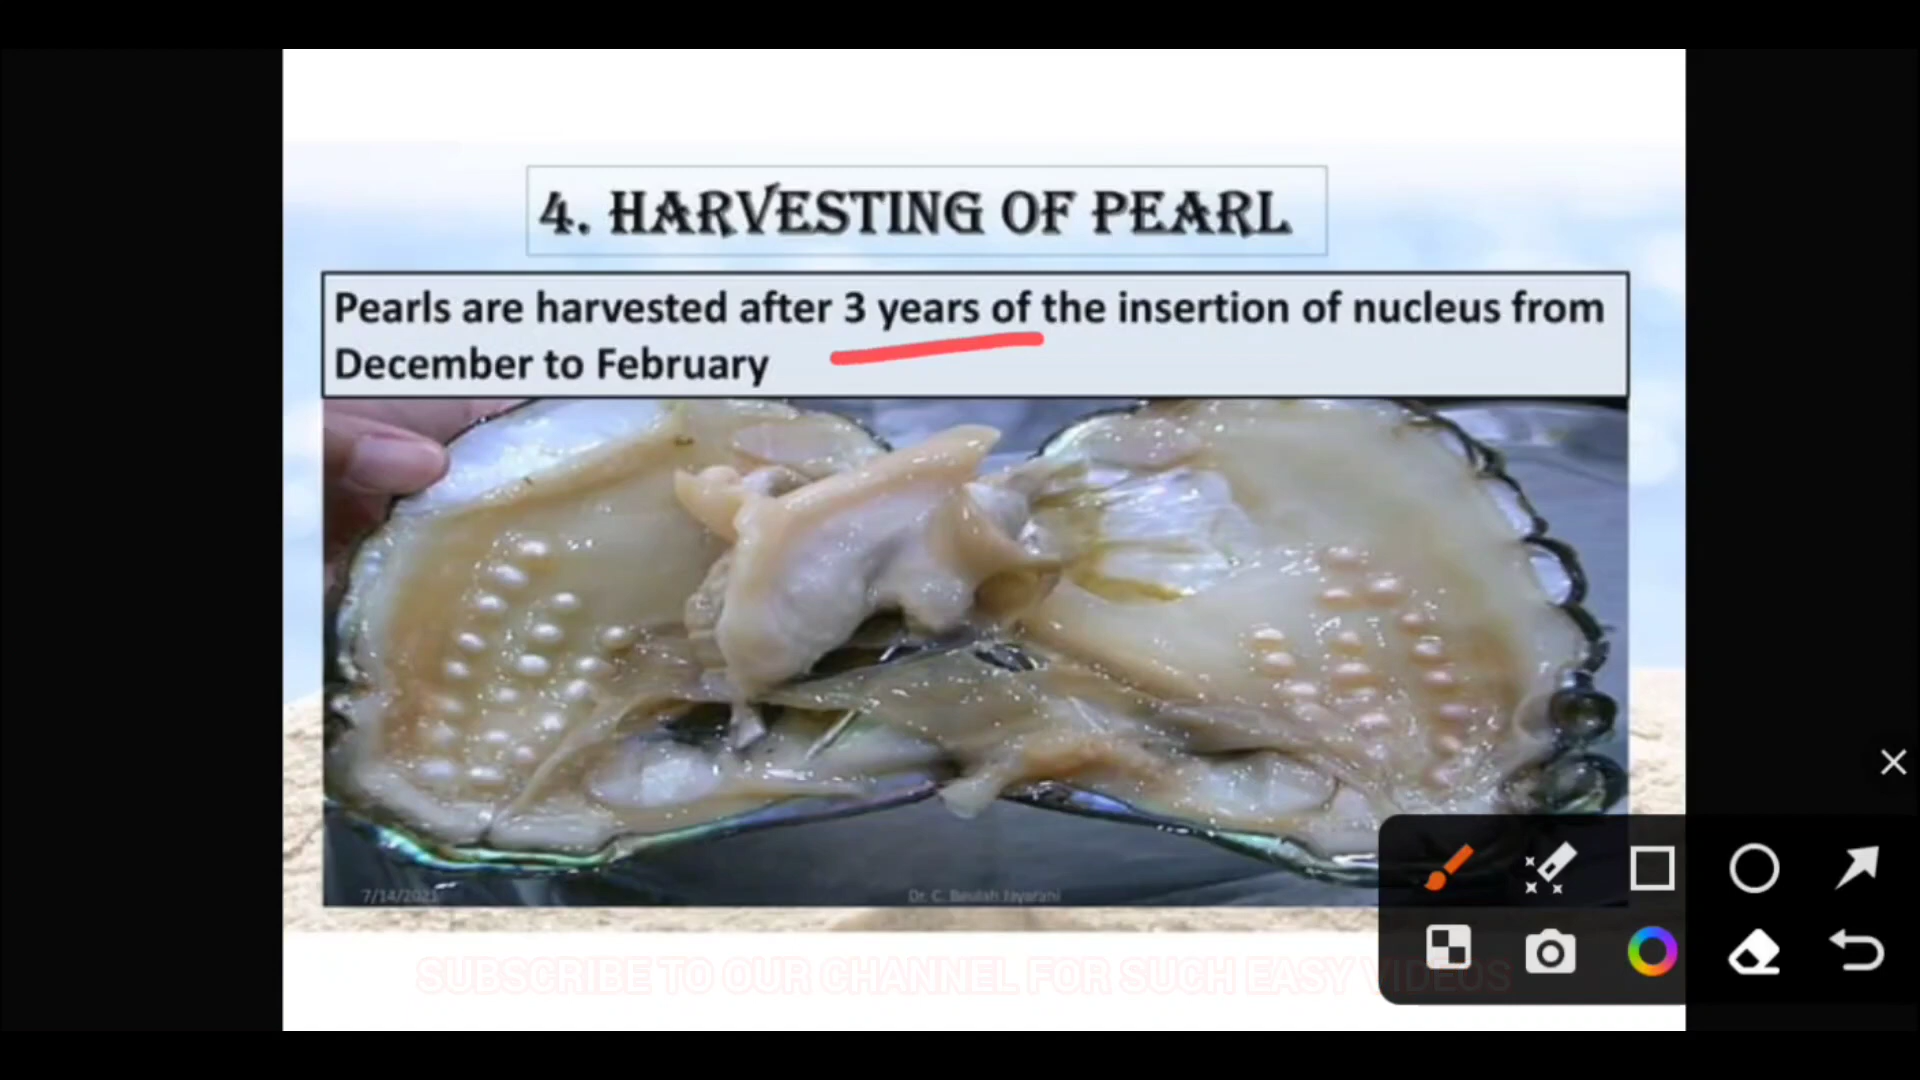 4. HARVESTING OF PEARL
Pearls are harvested after 3 years of the insertion of nucleus from
December to February
7/14/2021
Dr. C. Beulah Jayarani
SUBSCRIBE TO OUR CHANNEL FOR SUCH EASY VIDEOS